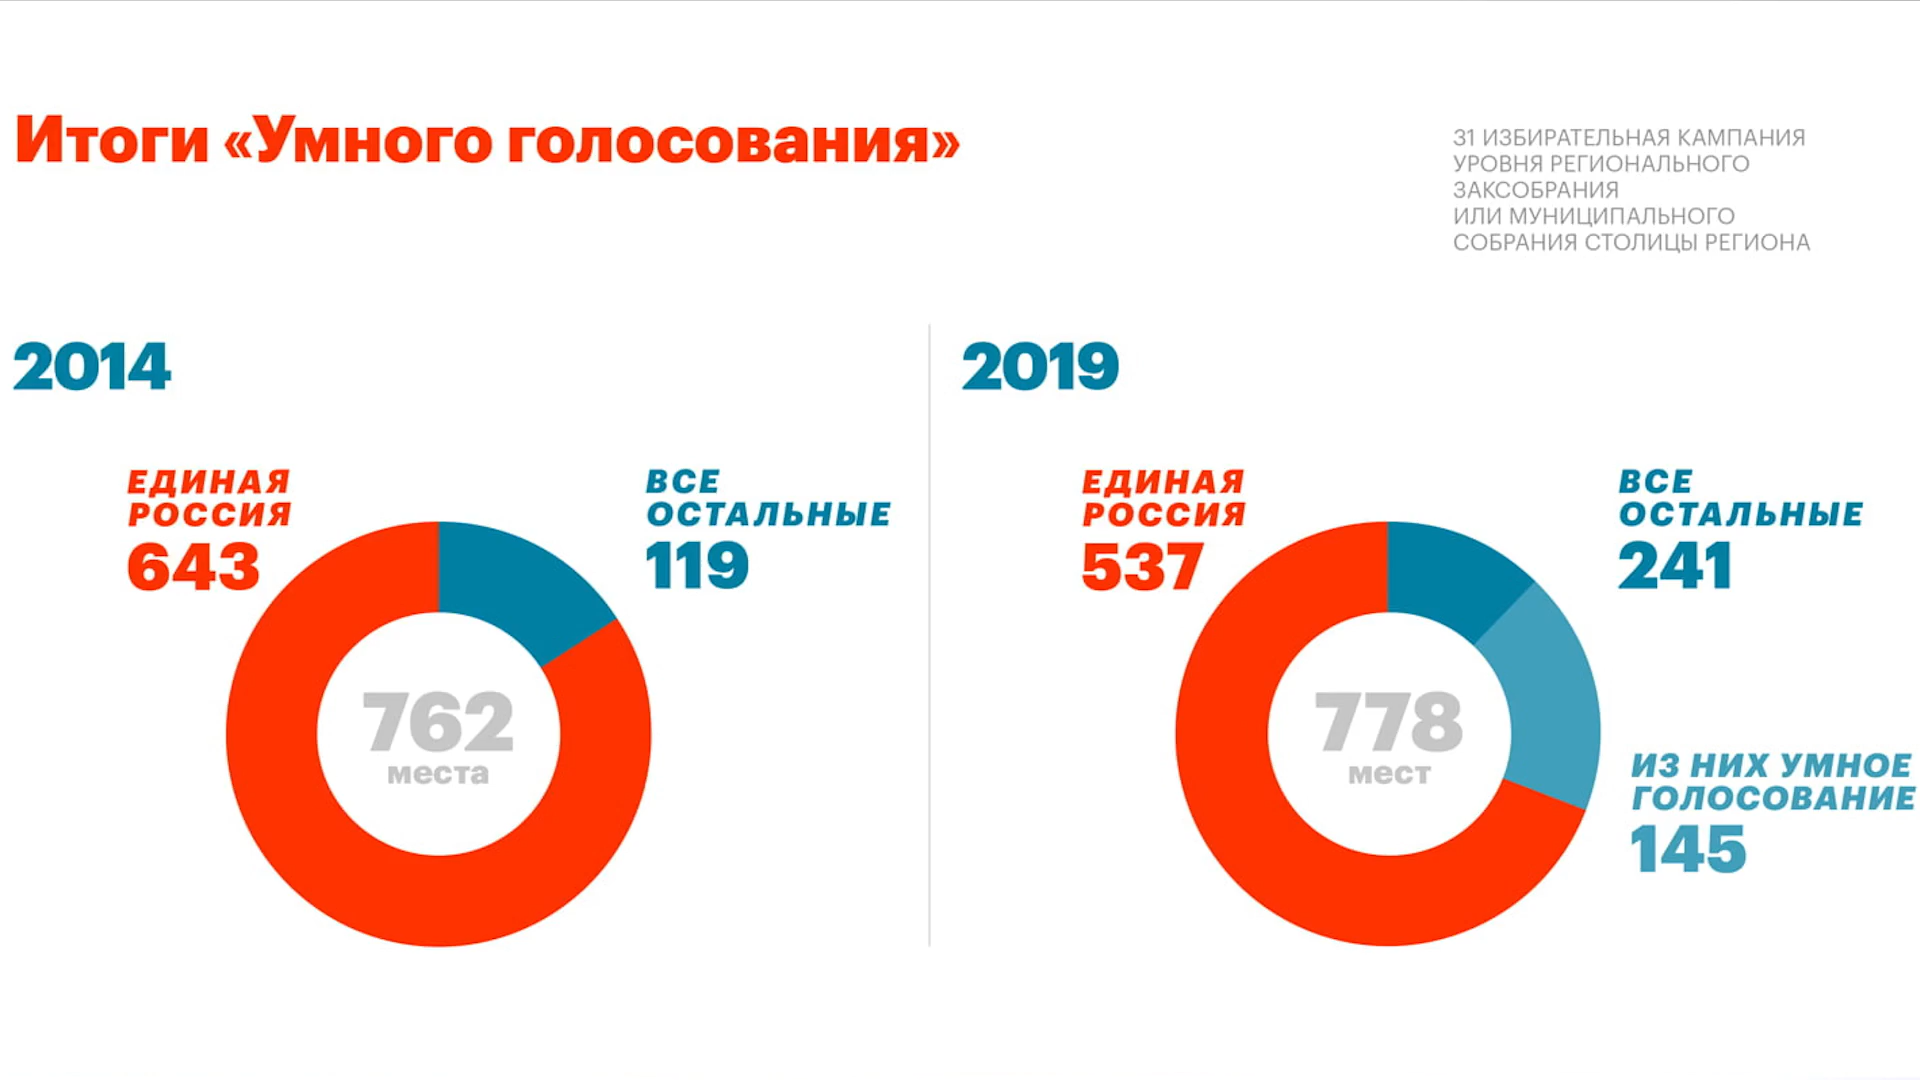 Итоги «Умного голосования»
31 ИЗБИРАТЕЛЬНАЯ КАМПАНИЯ
УРОВНЯ РЕГИОНАЛЬНОГО
ЗАКСОБРАНИЯ
ИЛИ МУНИЦИПАЛЬНОГО
СОБРАНИЯ СТОЛИЦЫ РЕГИОНА
2014
ЕДИНАЯ
РОССИЯ
643
ВСЕ
ОСТАЛЬНЫЕ
119
762
места
2019
ЕДИНАЯ
РОССИЯ
537
ВСЕ
ОСТАЛЬНЫЕ
241
778
мест
ИЗ НИХ УМНОЕ
ГОЛОСОВАНИЕ
145